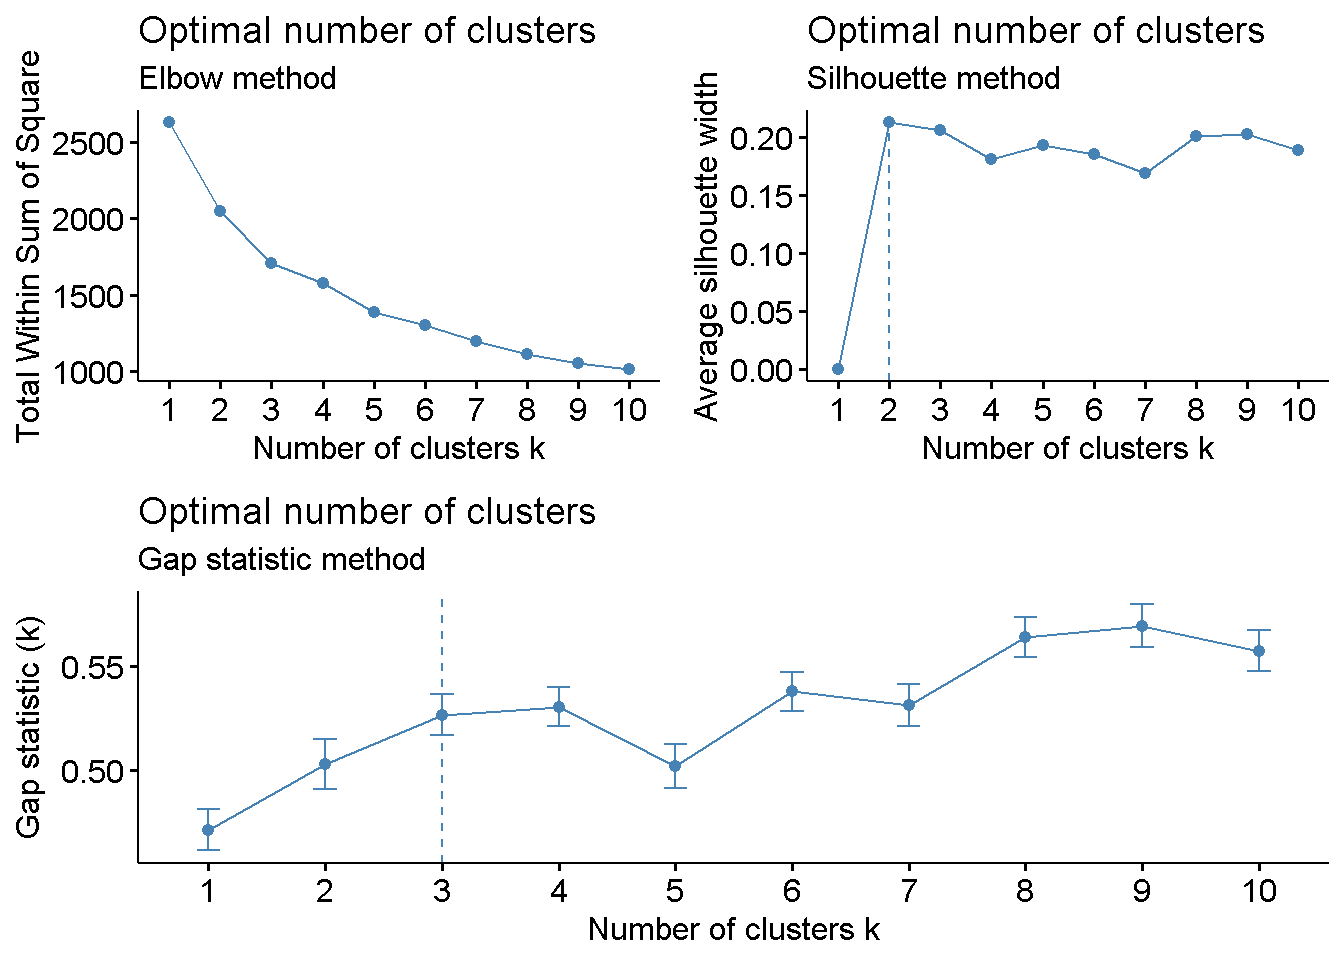 Optimal number of clusters
Elbow method
Total Within Sum of Square
2500
2000
1500
1000
1 2 3 4 5 6 7 8 9 10
Number of clusters k
Optimal number of clusters
Silhouette method
Average silhouette width
0.20
0.15
0.10
0.05
0.00
1 2 3 4 5 6 7 8 9 10
Number of clusters k
Optimal number of clusters
Gap statistic method
Gap statistic (k)
0.55
0.50
1 2 3 4 5 6 7 8 9 10
Number of clusters k